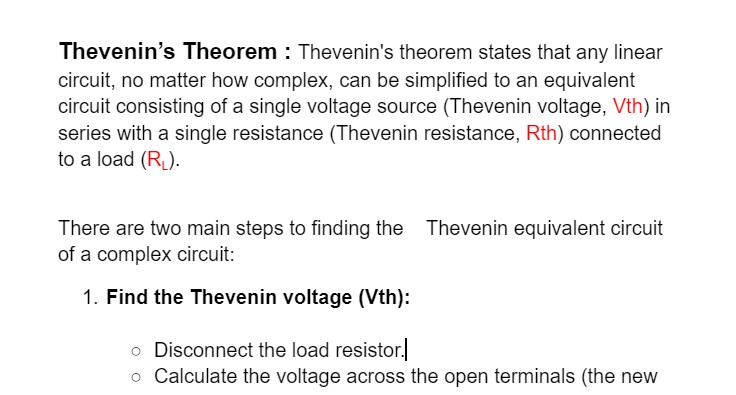 Thevenin’s Theorem : Thevenin's theorem states that any linear
circuit, no matter how complex, can be simplified to an equivalent
circuit consisting of a single voltage source (Thevenin voltage, Vth) in
series with a single resistance (Thevenin resistance, Rth) connected
to a load (RL).
There are two main steps to finding the Thevenin equivalent circuit
of a complex circuit:
1. Find the Thevenin voltage (Vth):
○ Disconnect the load resistor.
○ Calculate the voltage across the open terminals (the new